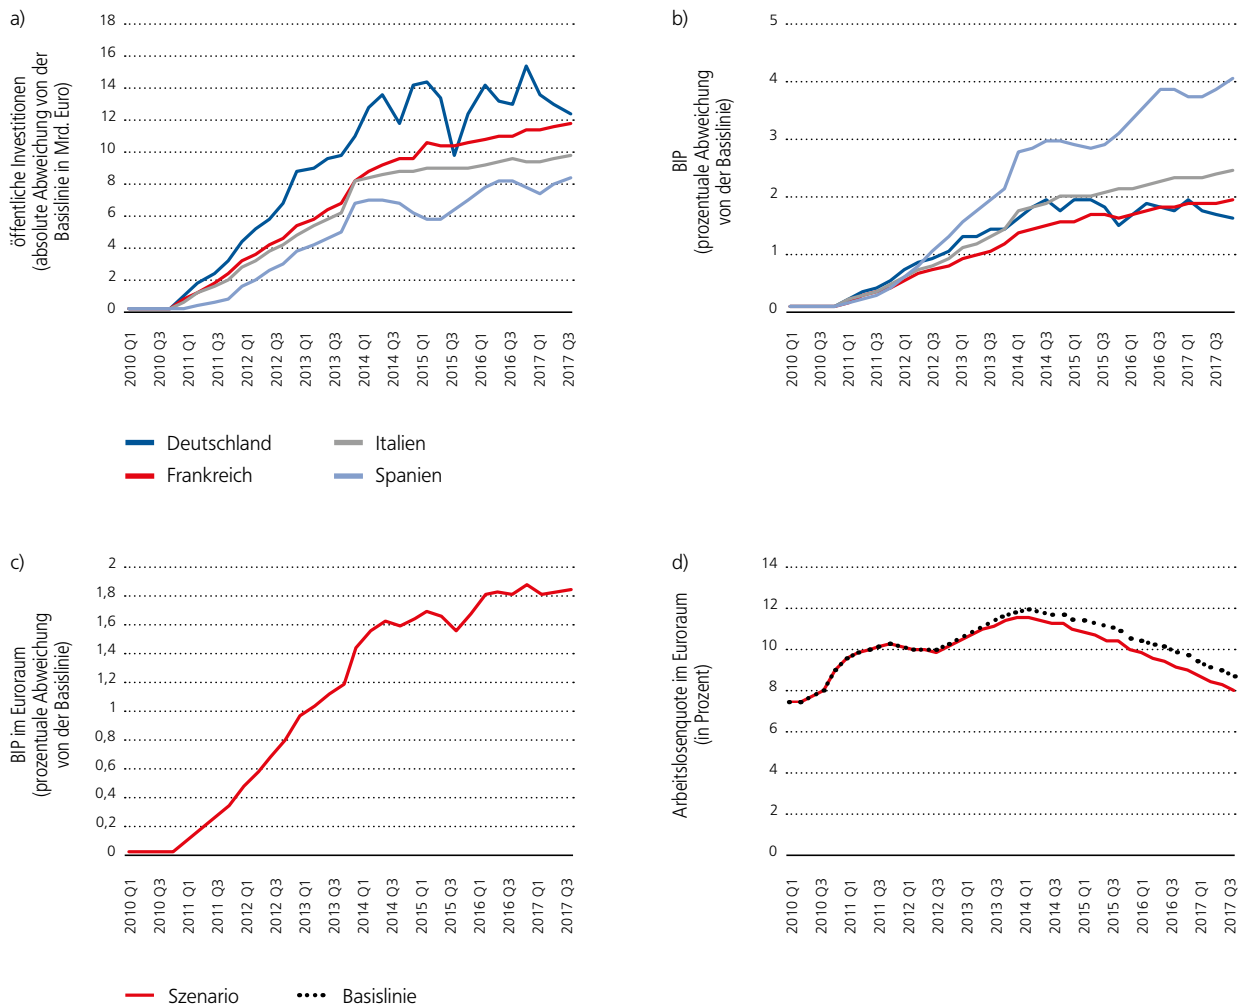 a)
öffentliche Investitionen
(absolute Abweichung von der
Basislinie in Mrd. Euro)
18
16
14
12
10
8
6
4
2
0
2010 Q1
2010 Q3
2011 Q1
2011 Q3
2012 Q1
2012 Q3
2013 Q1
2013 Q3
2014 Q1
2014 Q3
2015 Q1
2015 Q3
2016 Q1
2016 Q3
2017 Q1
2017 Q3
b)
BIP
(prozentuale Abweichung
von der Basislinie)
5
4
3
2
1
0
2010 Q1
2010 Q3
2011 Q1
2011 Q3
2012 Q1
2012 Q3
2013 Q1
2013 Q3
2014 Q1
2014 Q3
2015 Q1
2015 Q3
2016 Q1
2016 Q3
2017 Q1
2017 Q3
Deutschland
Italien
Frankreich
Spanien
c)
BIP im Euroraum
(prozentuale Abweichung
von der Basislinie)
2
1,8
1,6
1,4
1,2
1
0,8
0,6
0,4
0,2
0
2010 Q1
2010 Q3
2011 Q1
2011 Q3
2012 Q1
2012 Q3
2013 Q1
2013 Q3
2014 Q1
2014 Q3
2015 Q1
2015 Q3
2016 Q1
2016 Q3
2017 Q1
2017 Q3
d)
Arbeitslosenquote im Euroraum
(in Prozent)
14
12
10
8
6
4
2
0
2010 Q1
2010 Q3
2011 Q1
2011 Q3
2012 Q1
2012 Q3
2013 Q1
2013 Q3
2014 Q1
2014 Q3
2015 Q1
2015 Q3
2016 Q1
2016 Q3
2017 Q1
2017 Q3
Szenario
Basislinie